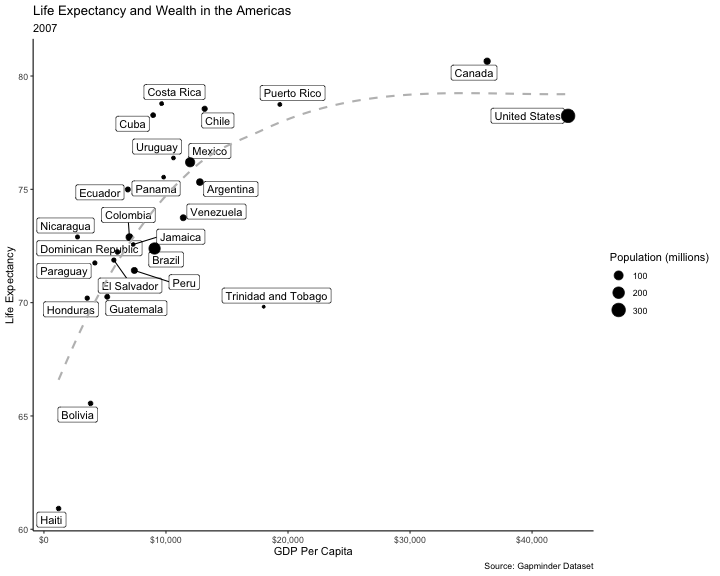 Life Expectancy and Wealth in the Americas
2007
Life Expectancy
80
75
70
65
60
Canada
Costa Rica
Puerto Rico
United States
Cuba
Chile
Uruguay
Mexico
Ecuador
Panama
Argentina
Colombia
Venezuela
Nicaragua
Jamaica
Dominican Republic
Brazil
Paraguay
El Salvador
Peru
Trinidad and Tobago
Honduras
Guatemala
Bolivia
Haiti
$0
$10,000
$20,000
$30,000
$40,000
GDP Per Capita
Population (millions)
100
200
300
Source: Gapminder Dataset